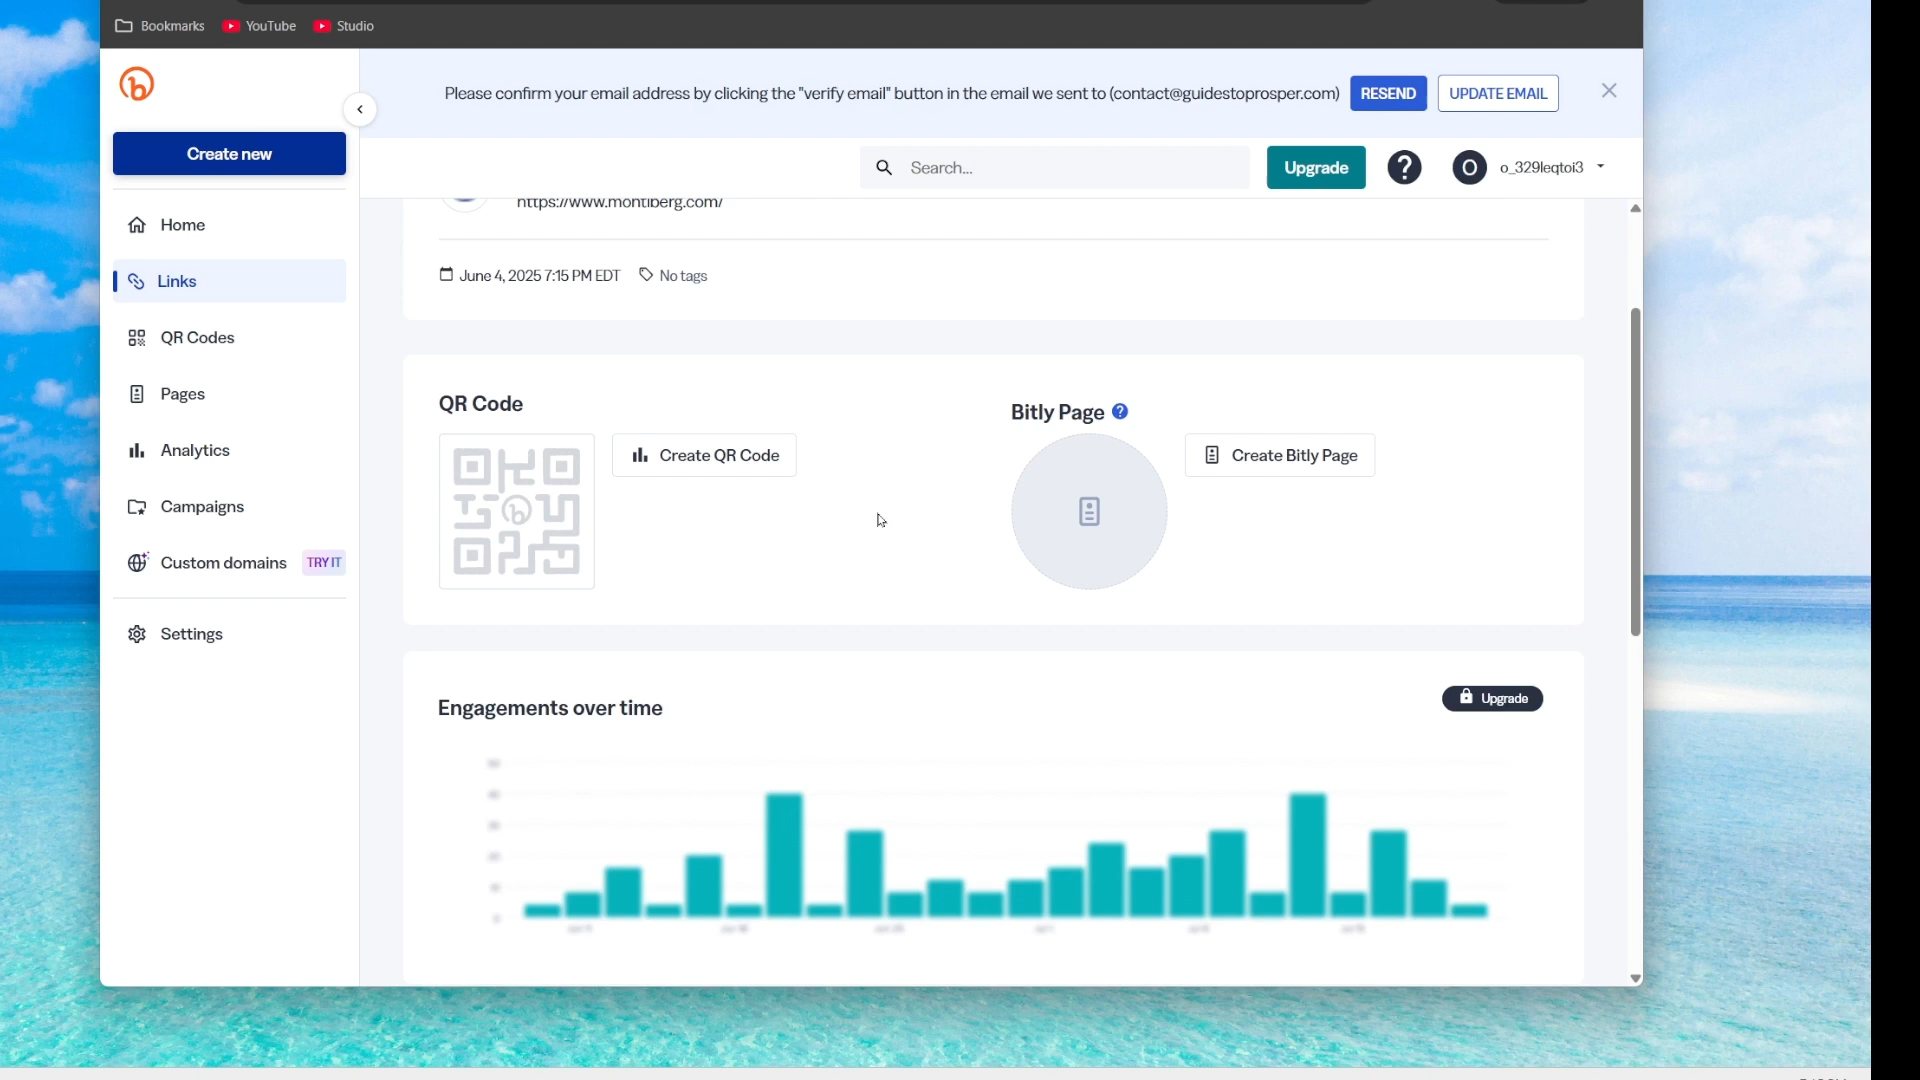 Bookmarks YouTube Studio
Please confirm your email address by clicking the "verify email" button in the email we sent to (contact@guidestoprosper.com) RESEND UPDATE EMAIL
Create new
Search...
Upgrade
?
O
o_329leqtoi3
https://www.montiberg.com/
Home
Links
QR Codes
Pages
Analytics
Campaigns
Custom domains TRY IT
Settings
June 4, 2025 7:15 PM EDT No tags
QR Code
Create QR Code
Bitly Page ?
Create Bitly Page
Engagements over time
Upgrade